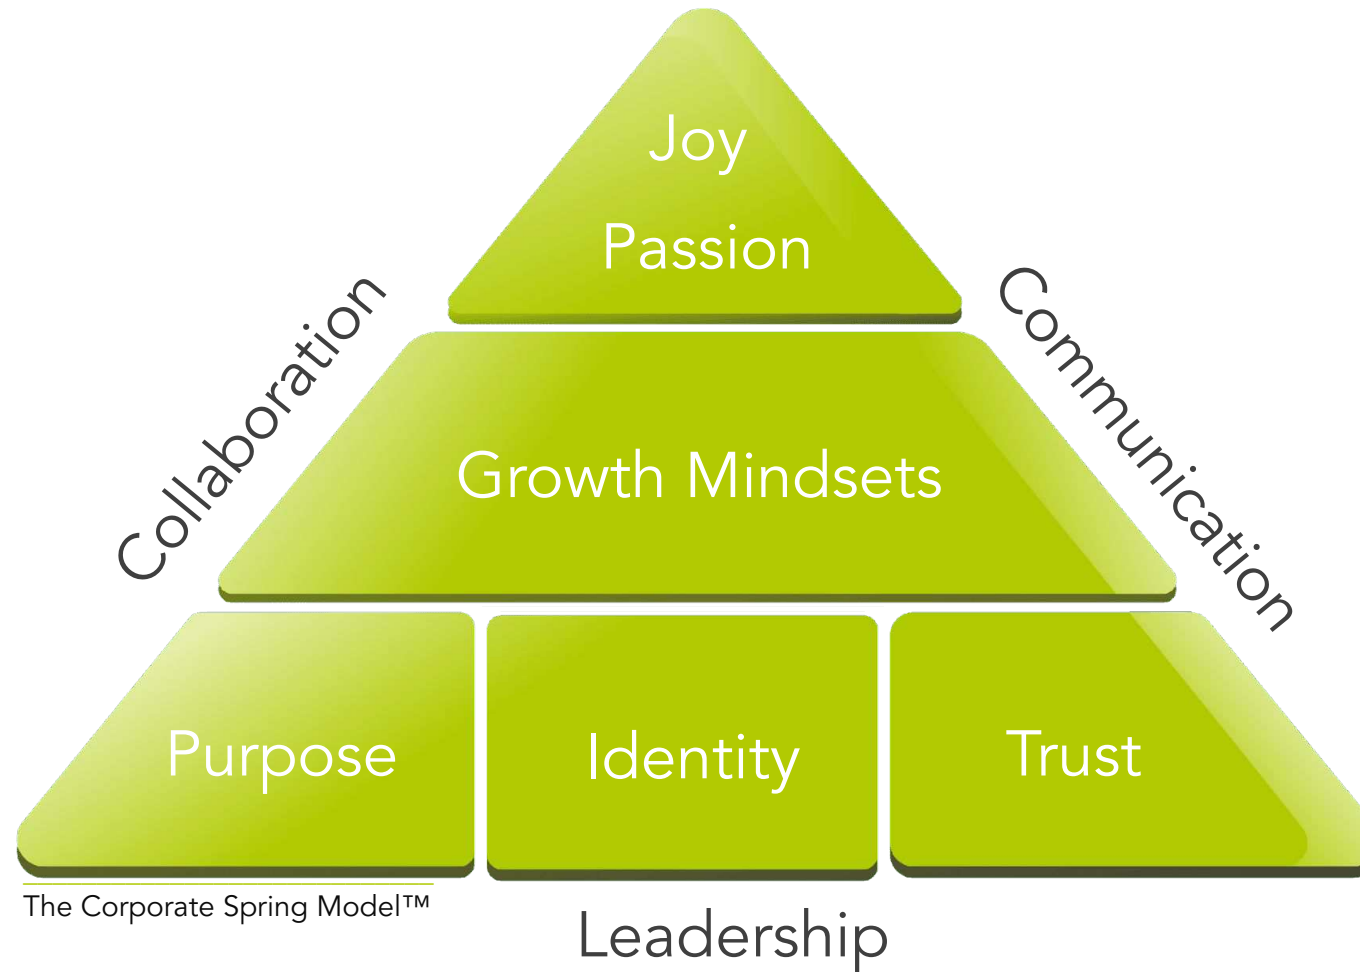 Joy
Passion
Collaboration
Communication
Growth Mindsets
Purpose
Identity
Trust
The Corporate Spring Model™
Leadership